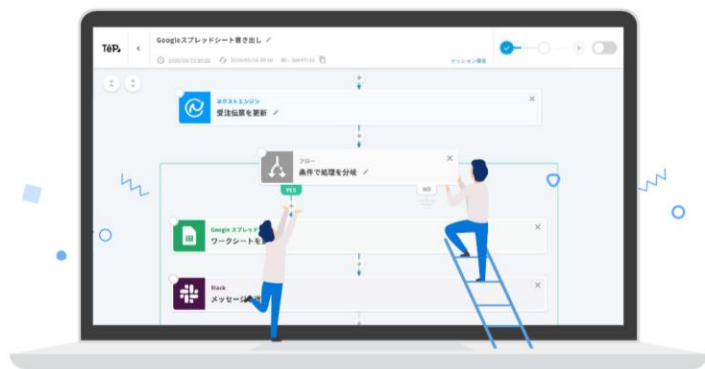 TēP
Googleスプレッドシート書き出し
セッション履歴
ネクストエンジン
受注伝票を更新
フロー
条件で処理を分岐
YES
NO
Google スプレッド
ワークシートを
Slack
メッセージ